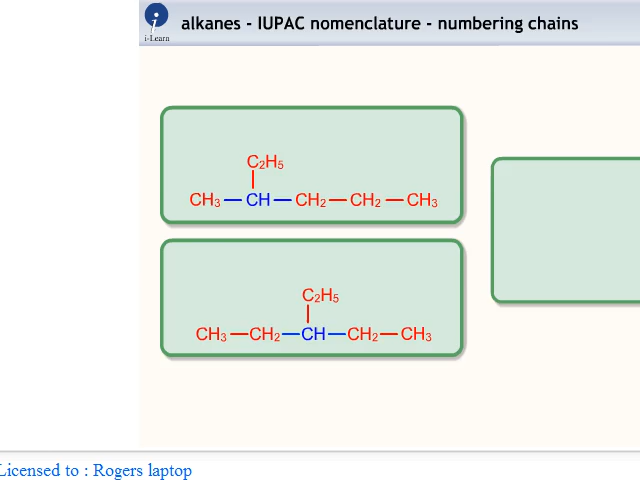 i
i-Learn
alkanes - IUPAC nomenclature - numbering chains
C₂H₅
CH₃ — CH — CH₂ — CH₂ — CH₃
C₂H₅
CH₃ — CH₂ — CH — CH₂ — CH₃
Licensed to : Rogers laptop